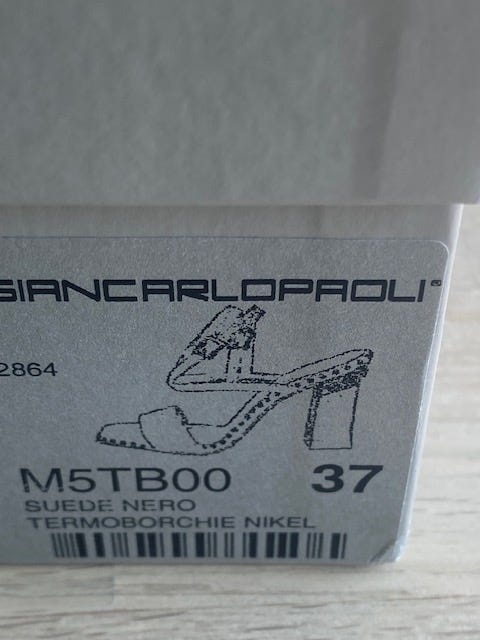 GIANCARLOPAOLI®
2864
M5TB00 37
SUEDE NERO
TERMOBORCHIE NIKEL